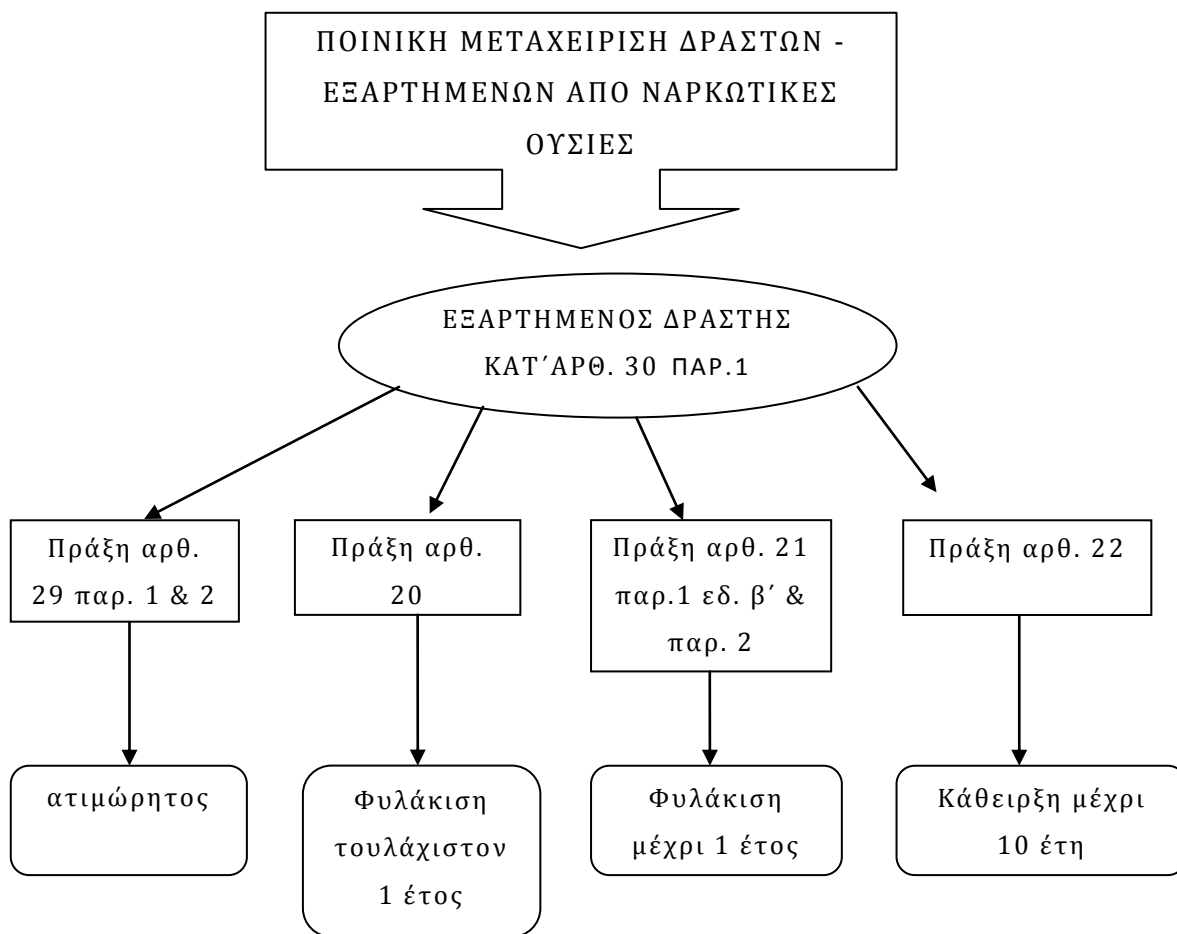 ΠΟΙΝΙΚΗ ΜΕΤΑΧΕΙΡΙΣΗ ΔΡΑΣΤΩΝ -
ΕΞΑΡΤΗΜΕΝΩΝ ΑΠΟ ΝΑΡΚΩΤΙΚΕΣ
ΟΥΣΙΕΣ
ΕΞΑΡΤΗΜΕΝΟΣ ΔΡΑΣΤΗΣ
ΚΑΤ΄ΑΡΘ. 30 ΠΑΡ.1
Πράξη αρθ.
29 παρ. 1 & 2
Πράξη αρθ.
20
Πράξη αρθ. 21
παρ.1 εδ. β΄ &
παρ. 2
Πράξη αρθ. 22
ατιμώρητος
Φυλάκιση
τουλάχιστον
1 έτος
Φυλάκιση
μέχρι 1 έτος
Κάθειρξη μέχρι
10 έτη